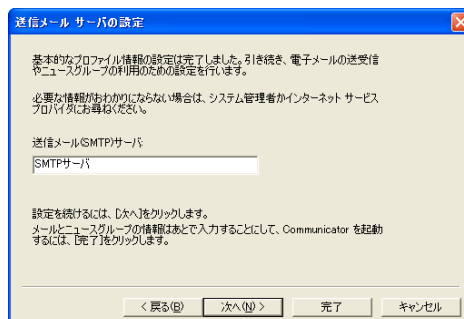 送信メール サーバの設定
基本的なプロファイル情報の設定は完了しました。引き続き、電子メールの送受信
やニュースグループの利用のための設定を行います。
必要な情報がおわかりにならない場合は、システム管理者かインターネット サービス
プロバイダにお尋ねください。
送信メール(SMTP)サーバ:
SMTPサーバ
設定を続けるには、[次へ]をクリックします。
メールとニュースグループの情報はあとで入力することにして、Communicator を起動
するには、[完了]をクリックします。
< 戻る(B)
次へ(N) >
完了
キャンセル